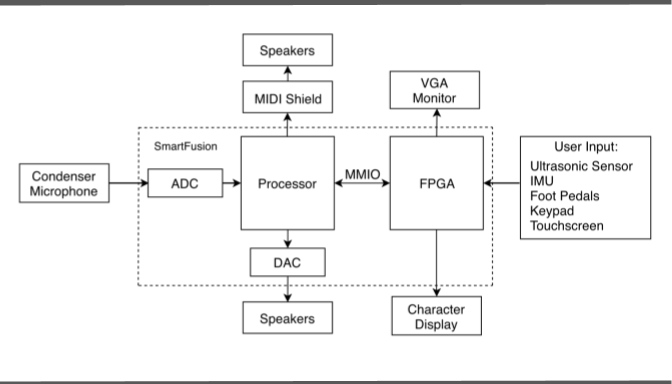 Speakers
MIDI Shield
VGA
Monitor
SmartFusion
Condenser
Microphone
ADC
Processor
MMIO
FPGA
User Input:
Ultrasonic Sensor
IMU
Foot Pedals
Keypad
Touchscreen
DAC
Speakers
Character
Display